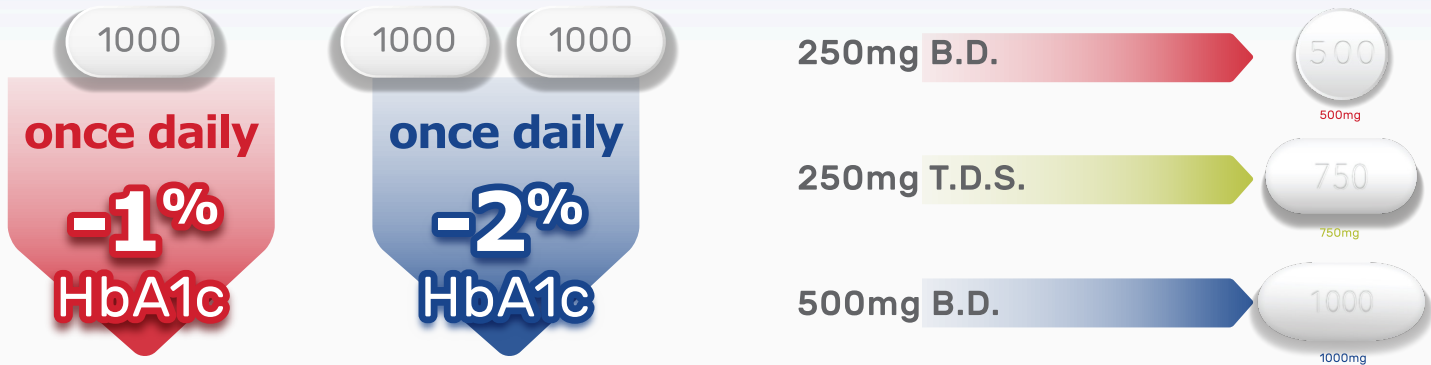 1000
once daily
-1%
HbA1c
1000 1000
once daily
-2%
HbA1c
250mg B.D.
500
500mg
250mg T.D.S.
750
750mg
500mg B.D.
1000
1000mg